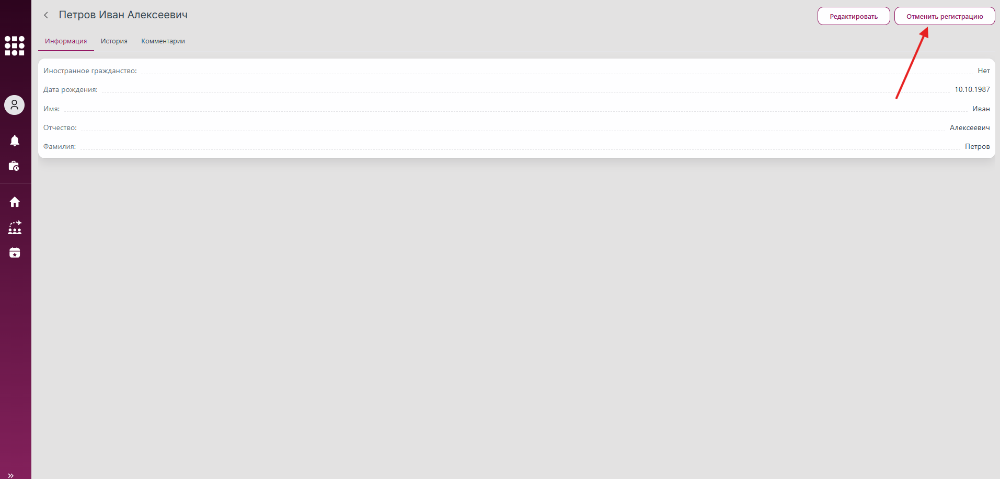 Петров Иван Алексеевич
Редактировать
Отменить регистрацию
Информация
История
Комментарии
Иностранное гражданство: Нет
Дата рождения: 10.10.1987
Имя: Иван
Отчество: Алексеевич
Фамилия: Петров